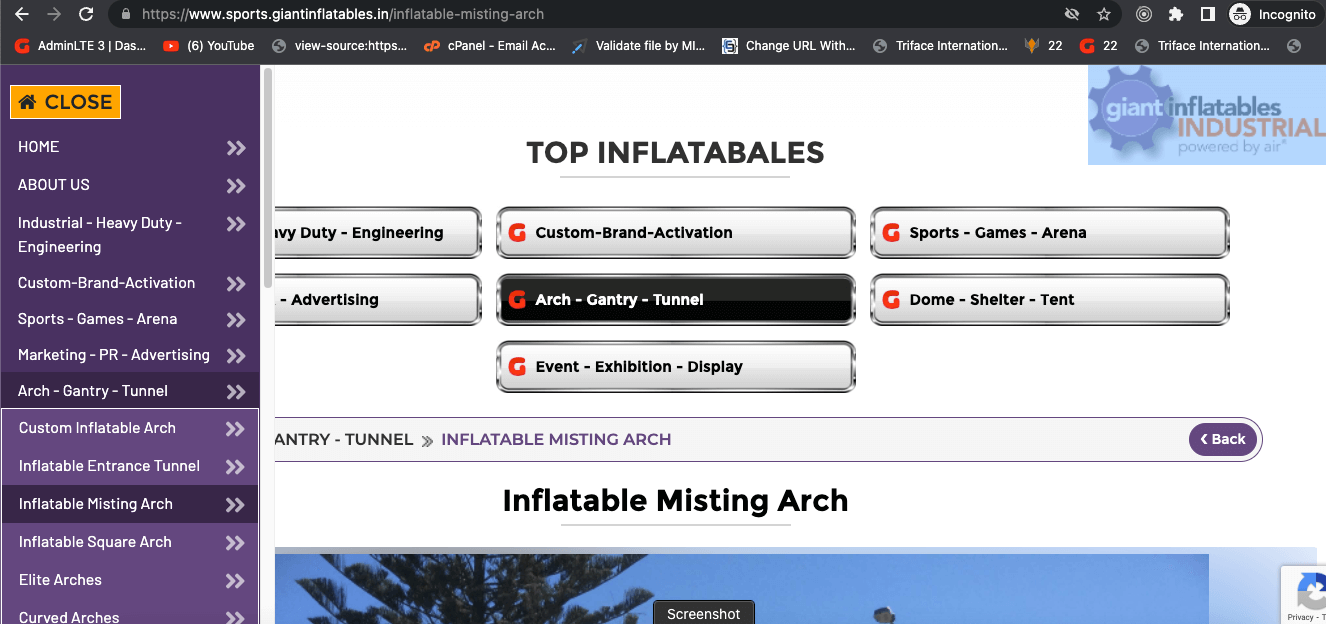 https://www.sports.giantinflatables.in/inflatable-misting-arch
Incognito
AdminLTE 3 | Das...
(6) YouTube
view-source:https...
cPanel - Email Ac...
Validate file by MI...
Change URL With...
Triface Internation...
22
22
Triface Internation...
CLOSE
HOME
ABOUT US
Industrial - Heavy Duty -
Engineering
Custom-Brand-Activation
Sports - Games - Arena
Marketing - PR - Advertising
Arch - Gantry - Tunnel
Custom Inflatable Arch
Inflatable Entrance Tunnel
Inflatable Misting Arch
Inflatable Square Arch
Elite Arches
Curved Arches
giantinflatables
INDUSTRIAL
powered by air
TOP INFLATABALES
vy Duty - Engineering
Custom-Brand-Activation
Sports - Games - Arena
- Advertising
Arch - Gantry - Tunnel
Dome - Shelter - Tent
Event - Exhibition - Display
ANTRY - TUNNEL » INFLATABLE MISTING ARCH
‹ Back
Inflatable Misting Arch
Screenshot
Privacy - T